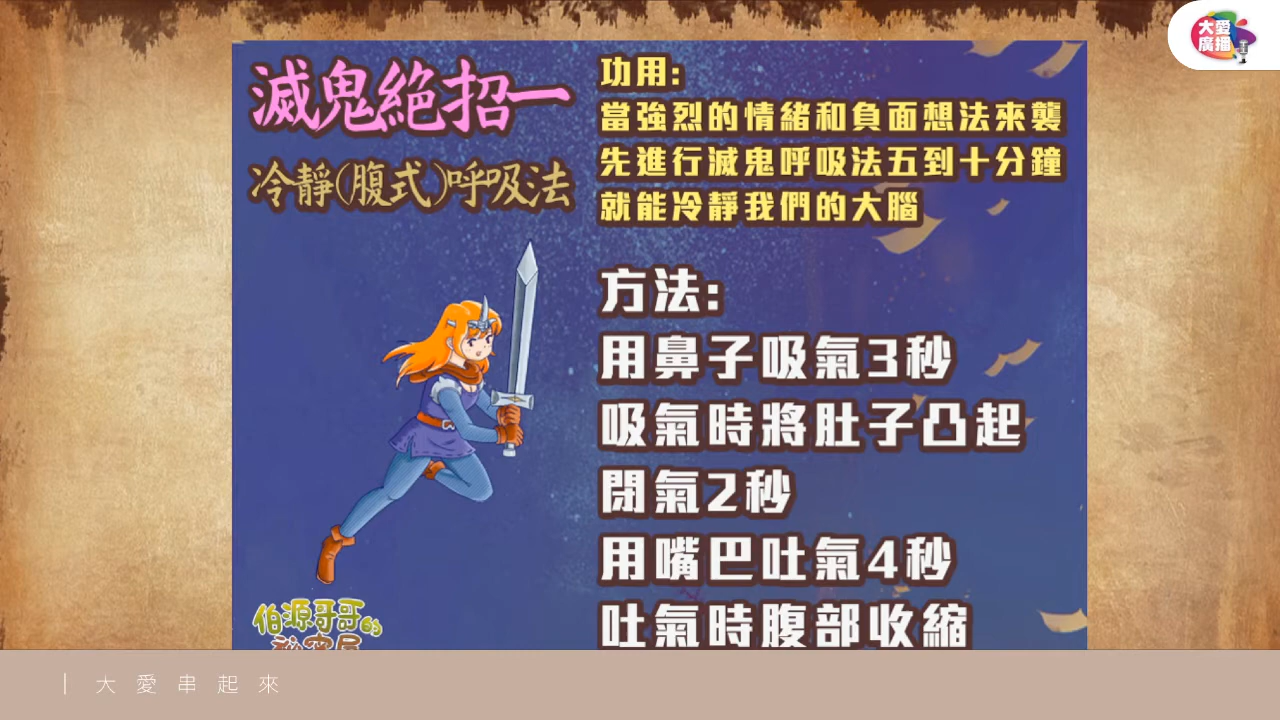 滅鬼絕招一
冷靜(腹式)呼吸法
功用:
當強烈的情緒和負面想法來襲
先進行滅鬼呼吸法五到十分鐘
就能冷靜我們的大腦
方法:
用鼻子吸氣3秒
吸氣時將肚子凸起
閉氣2秒
用嘴巴吐氣4秒
吐氣時腹部收縮
伯源哥哥的
大愛
廣播
大愛串起來